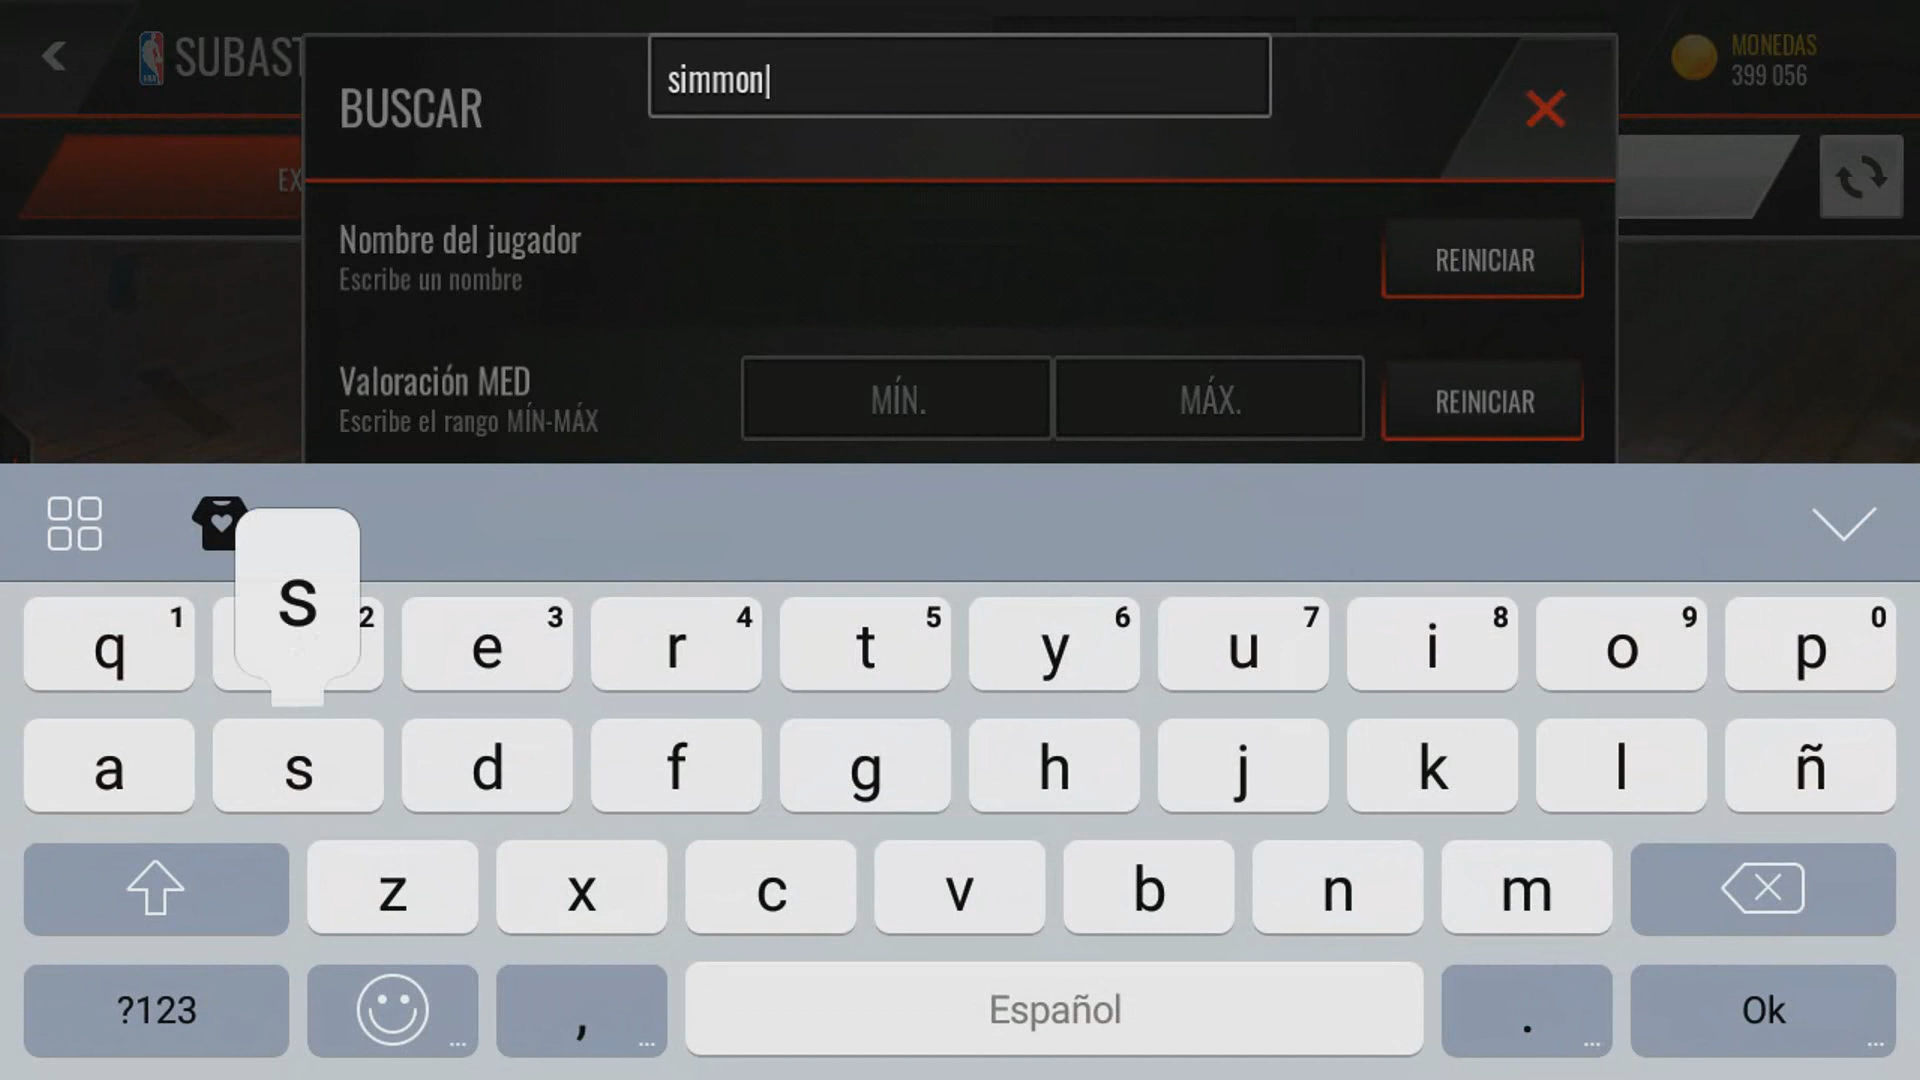 SUBAST
MONEDAS
399 056
simmon
BUSCAR
EX
Nombre del jugador
Escribe un nombre
REINICIAR
Valoración MED
Escribe el rango MÍN-MÁX
MÍN.
MÁX.
REINICIAR
s
1 2 3 4 5 6 7 8 9 0
q e r t y u i o p
a s d f g h j k l ñ
z x c v b n m
?123 , Español . Ok